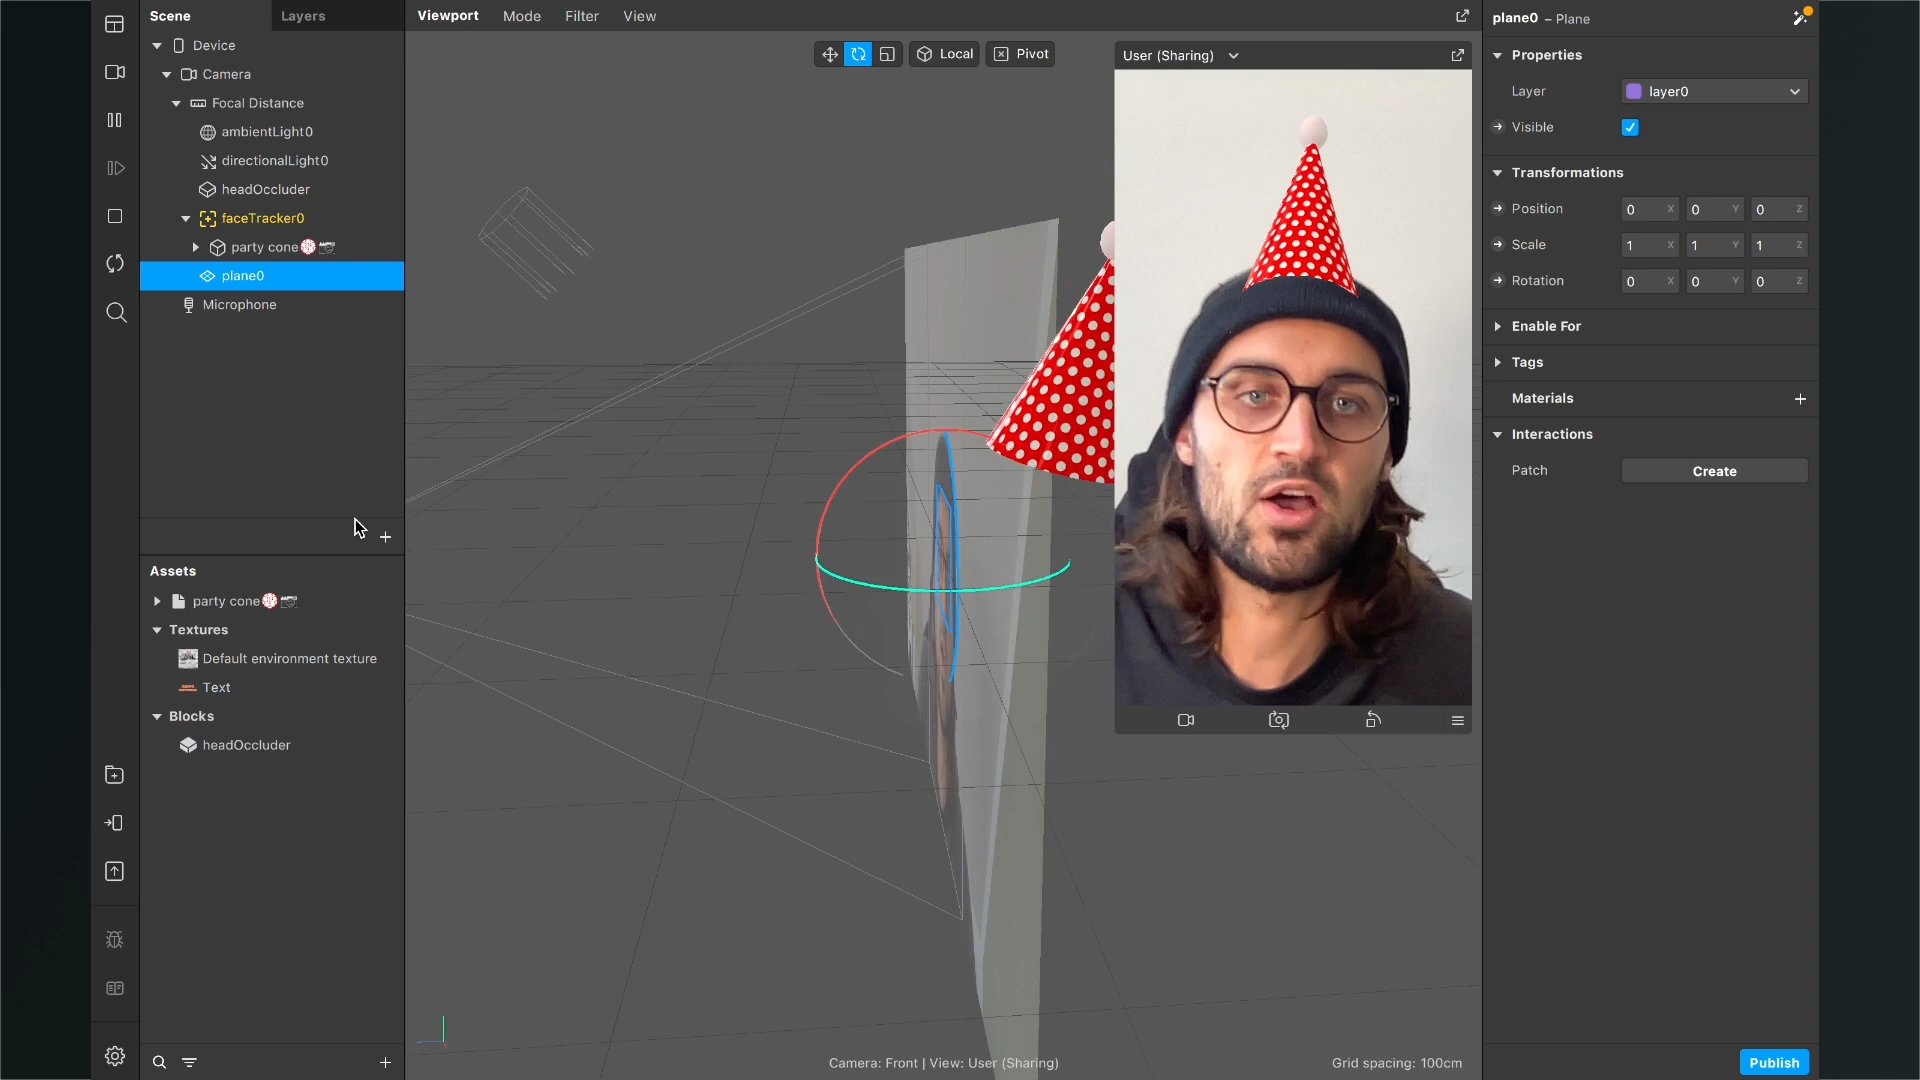 Scene
Layers
Device
Camera
Focal Distance
ambientLight0
directionalLight0
headOccluder
faceTracker0
party cone
plane0
Microphone
Assets
party cone
Textures
Default environment texture
Text
Blocks
headOccluder
Viewport Mode Filter View
Local Pivot
User (Sharing)
Camera: Front | View: User (Sharing)
Grid spacing: 100cm
plane0 – Plane
Properties
Layer layer0
Visible
Transformations
Position 0 X 0 Y 0 Z
Scale 1 X 1 Y 1 Z
Rotation 0 X 0 Y 0 Z
Enable For
Tags
Materials
Interactions
Patch Create
Publish